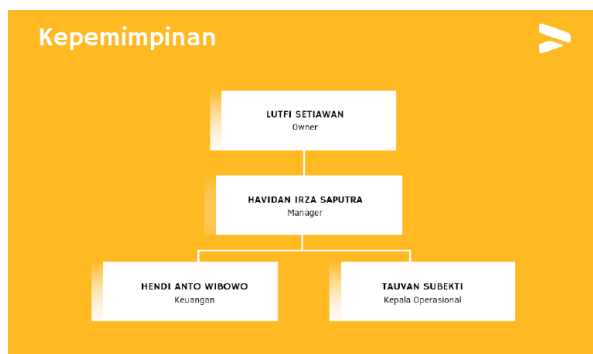 Kepemimpinan
LUTFI SETIAWAN
Owner
HAVIDAN IRZA SAPUTRA
Manager
HENDI ANTO WIBOWO
Keuangan
TAUVAN SUBEKTI
Kepala Operasional